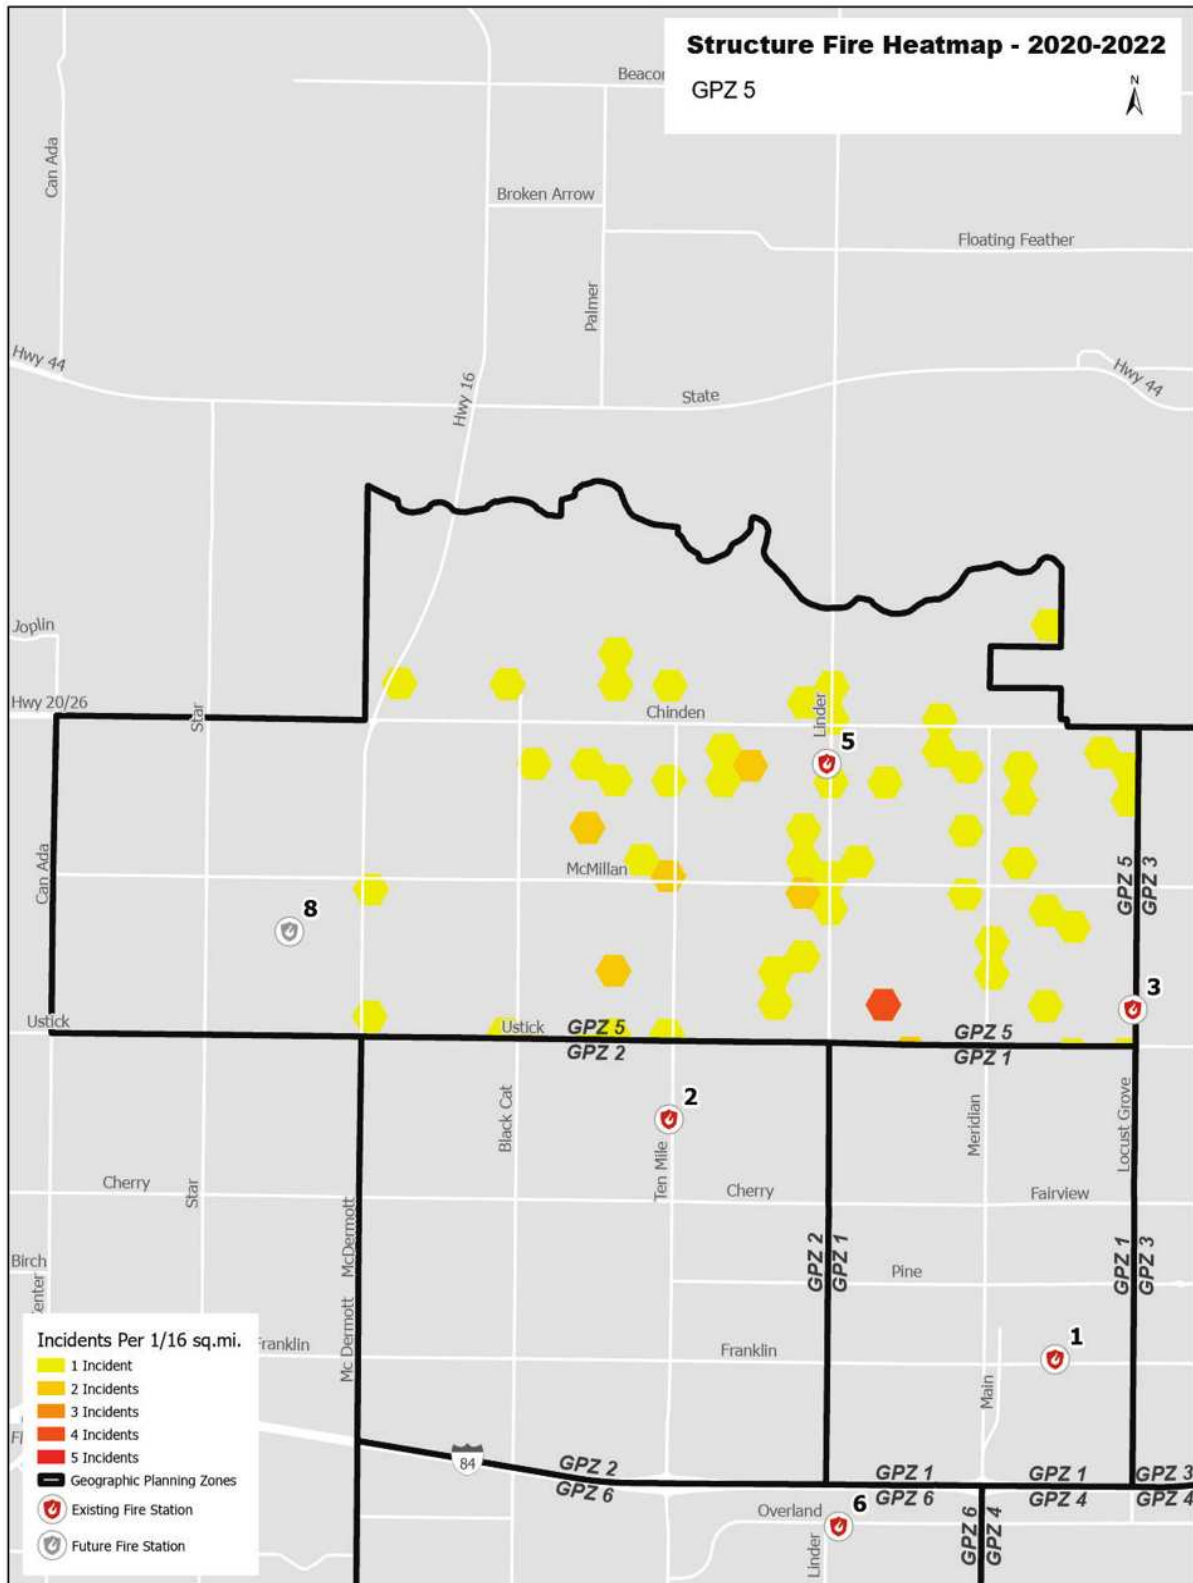 Structure Fire Heatmap - 2020-2022
GPZ 5
N
Can Ada
Broken Arrow
Floating Feather
Palmer
Hwy 44
Hwy 16
State
Hwy 44
Joplin
Hwy 20/26
Star
Chinden
Linder
5
Can Ada
McMillan
GPZ 5
GPZ 3
8
3
Ustick
Ustick
GPZ 5
GPZ 2
GPZ 5
GPZ 1
2
Black Cat
Ten Mile
Meridian
Locust Grove
Cherry
Star
Cherry
Fairview
McDermott
GPZ 2
GPZ 1
GPZ 1
GPZ 3
Birch
Pine
Mc Dermott
Franklin
1
Main
Incidents Per 1/16 sq.mi.
1 Incident
2 Incidents
3 Incidents
4 Incidents
5 Incidents
Geographic Planning Zones
Existing Fire Station
Future Fire Station
84
GPZ 2
GPZ 6
GPZ 1
GPZ 6
GPZ 1
GPZ 4
GPZ 3
GPZ 4
Overland
6
Linder
GPZ 6
GPZ 4